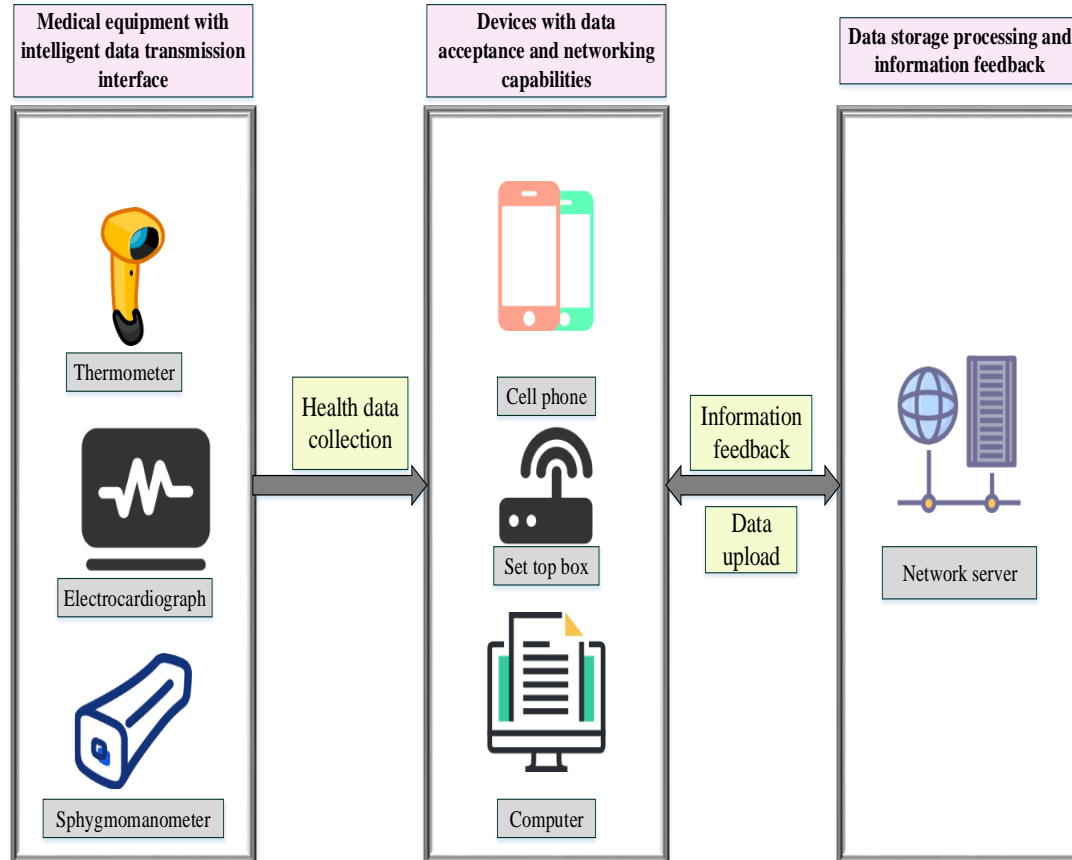 Medical equipment with
intelligent data transmission
interface
Devices with data
acceptance and networking
capabilities
Data storage processing and
information feedback
Thermometer
Electrocardiograph
Sphygmomanometer
Health data
collection
Cell phone
Set top box
Computer
Information
feedback
Data
upload
Network server